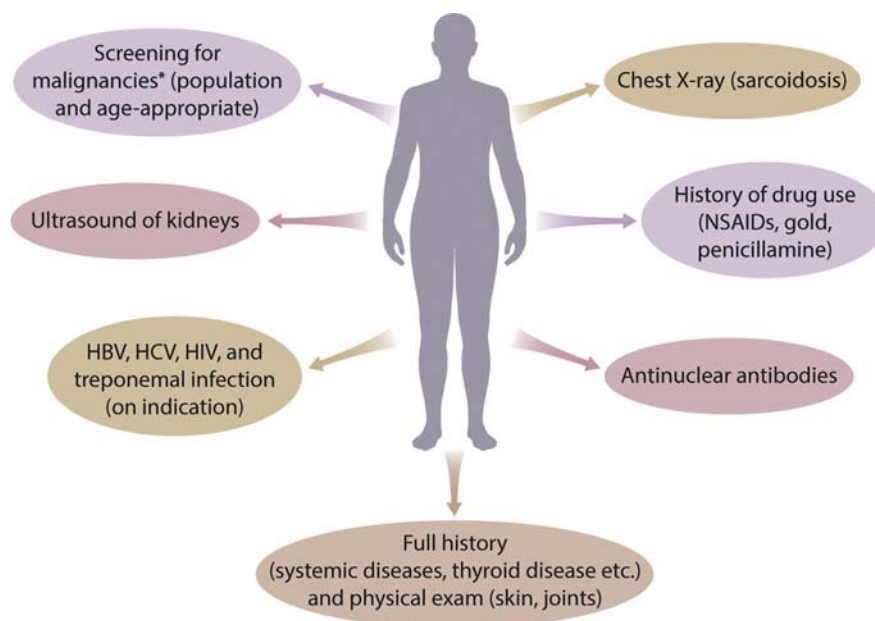 Screening for
malignancies* (population
and age-appropriate)
Chest X-ray (sarcoidosis)
Ultrasound of kidneys
History of drug use
(NSAIDs, gold,
penicillamine)
HBV, HCV, HIV, and
treponemal infection
(on indication)
Antinuclear antibodies
Full history
(systemic diseases, thyroid disease etc.)
and physical exam (skin, joints)